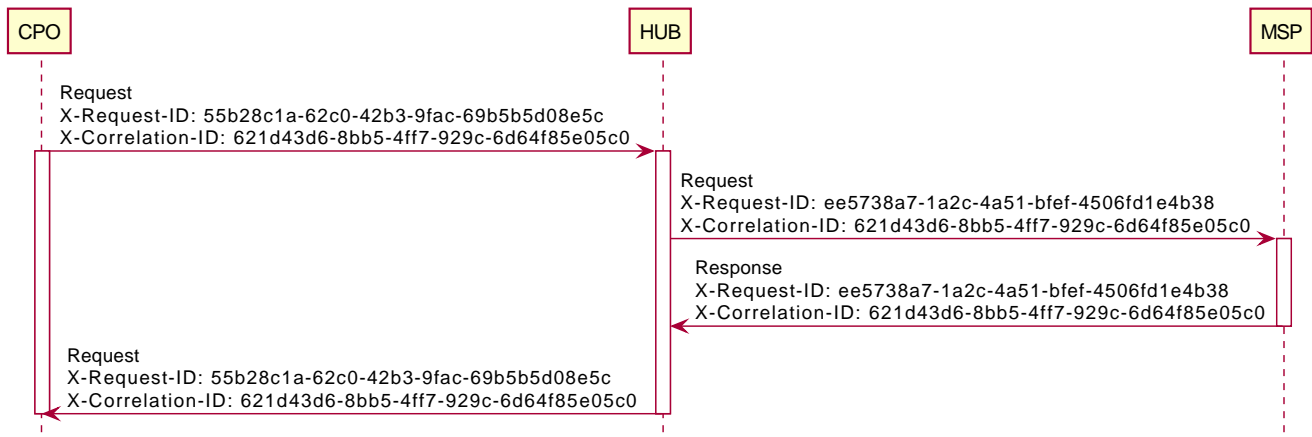 CPO
HUB
MSP
Request
X-Request-ID: 55b28c1a-62c0-42b3-9fac-69b5b5d08e5c
X-Correlation-ID: 621d43d6-8bb5-4ff7-929c-6d64f85e05c0
Request
X-Request-ID: ee5738a7-1a2c-4a51-bfef-4506fd1e4b38
X-Correlation-ID: 621d43d6-8bb5-4ff7-929c-6d64f85e05c0
Response
X-Request-ID: ee5738a7-1a2c-4a51-bfef-4506fd1e4b38
X-Correlation-ID: 621d43d6-8bb5-4ff7-929c-6d64f85e05c0
Request
X-Request-ID: 55b28c1a-62c0-42b3-9fac-69b5b5d08e5c
X-Correlation-ID: 621d43d6-8bb5-4ff7-929c-6d64f85e05c0